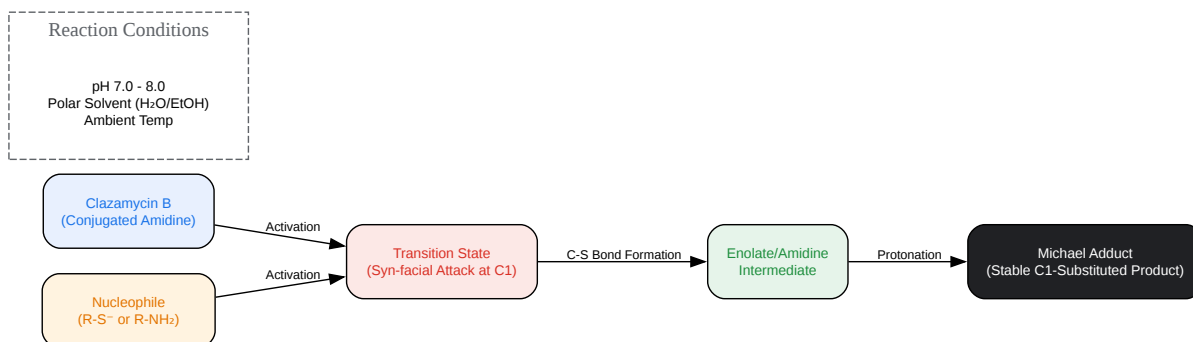 Reaction Conditions
pH 7.0 - 8.0
Polar Solvent (H₂O/EtOH)
Ambient Temp
Clazamycin B
(Conjugated Amidine)
Activation
Nucleophile
(R-S⁻ or R-NH₂)
Activation
Transition State
(Syn-facial Attack at C1)
C-S Bond Formation
Enolate/Amidine
Intermediate
Protonation
Michael Adduct
(Stable C1-Substituted Product)